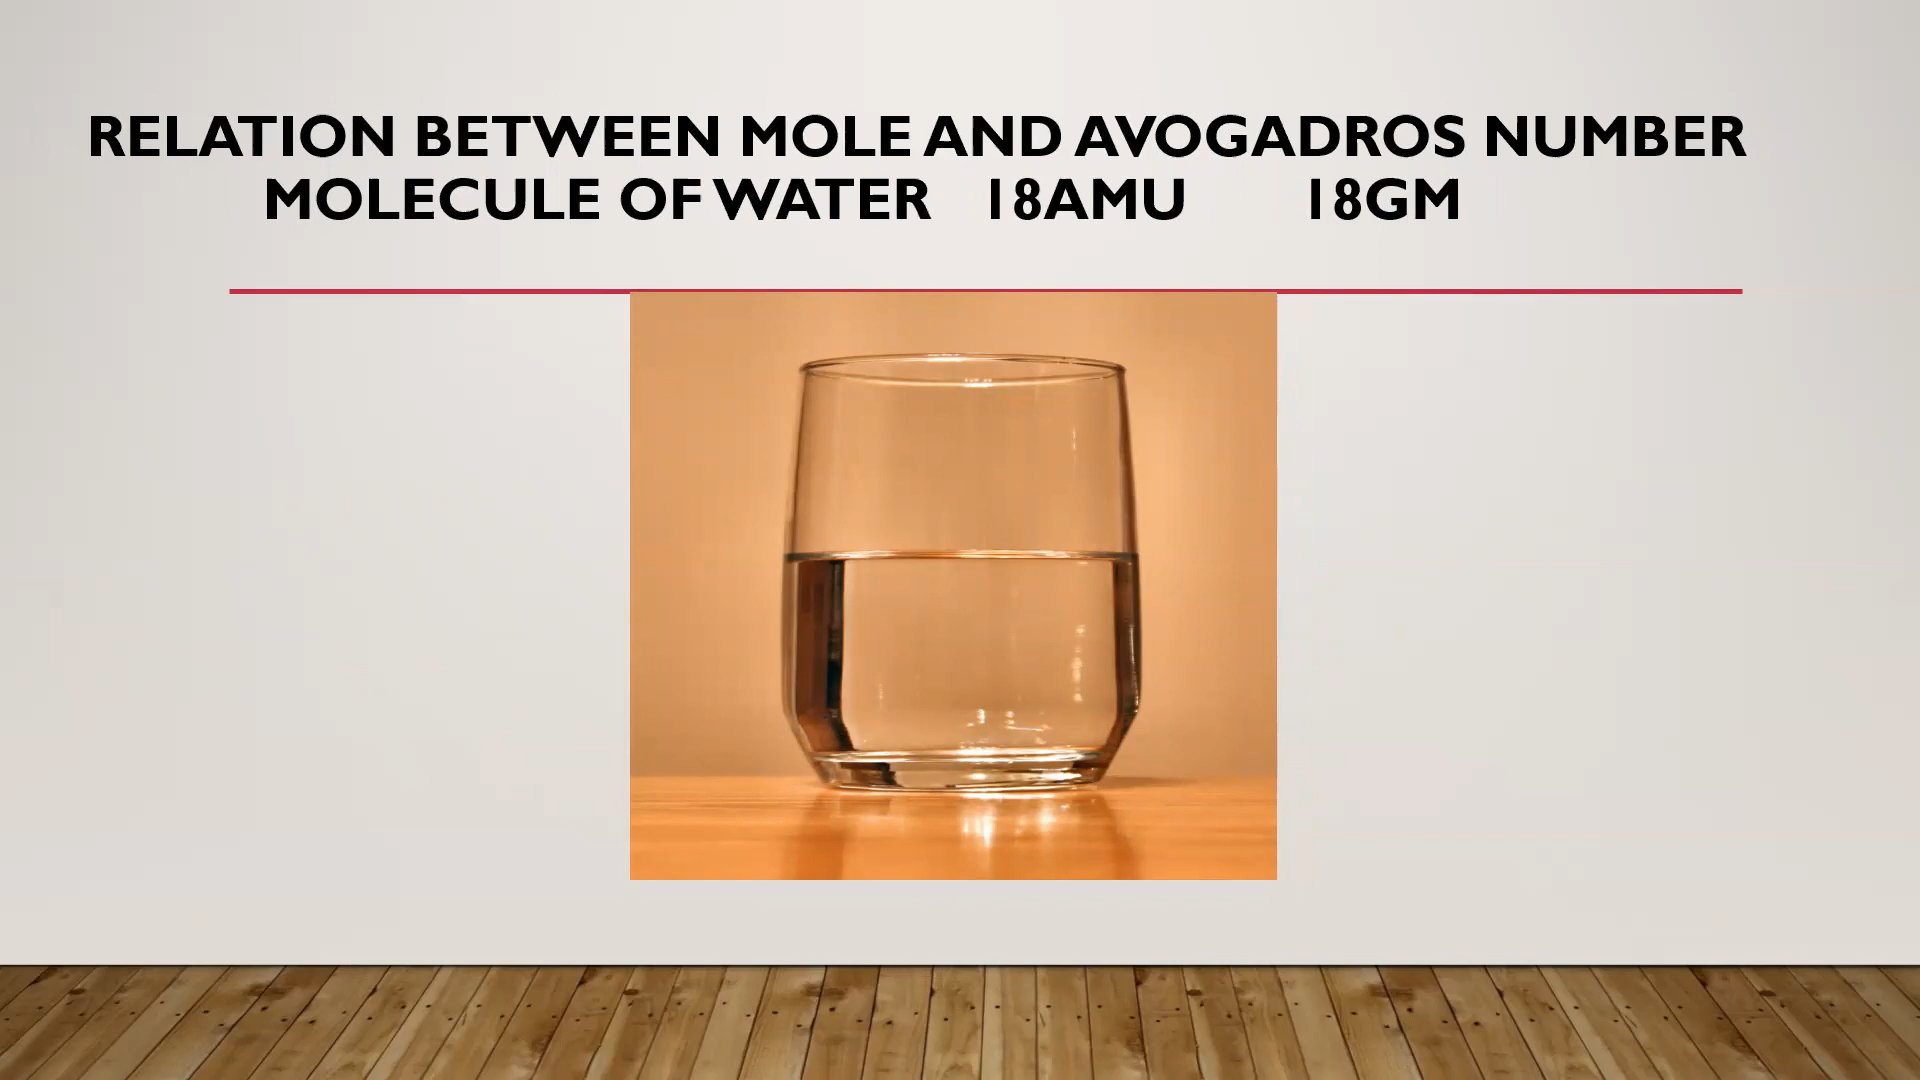 RELATION BETWEEN MOLE AND AVOGADROS NUMBER
MOLECULE OF WATER 18AMU 18GM